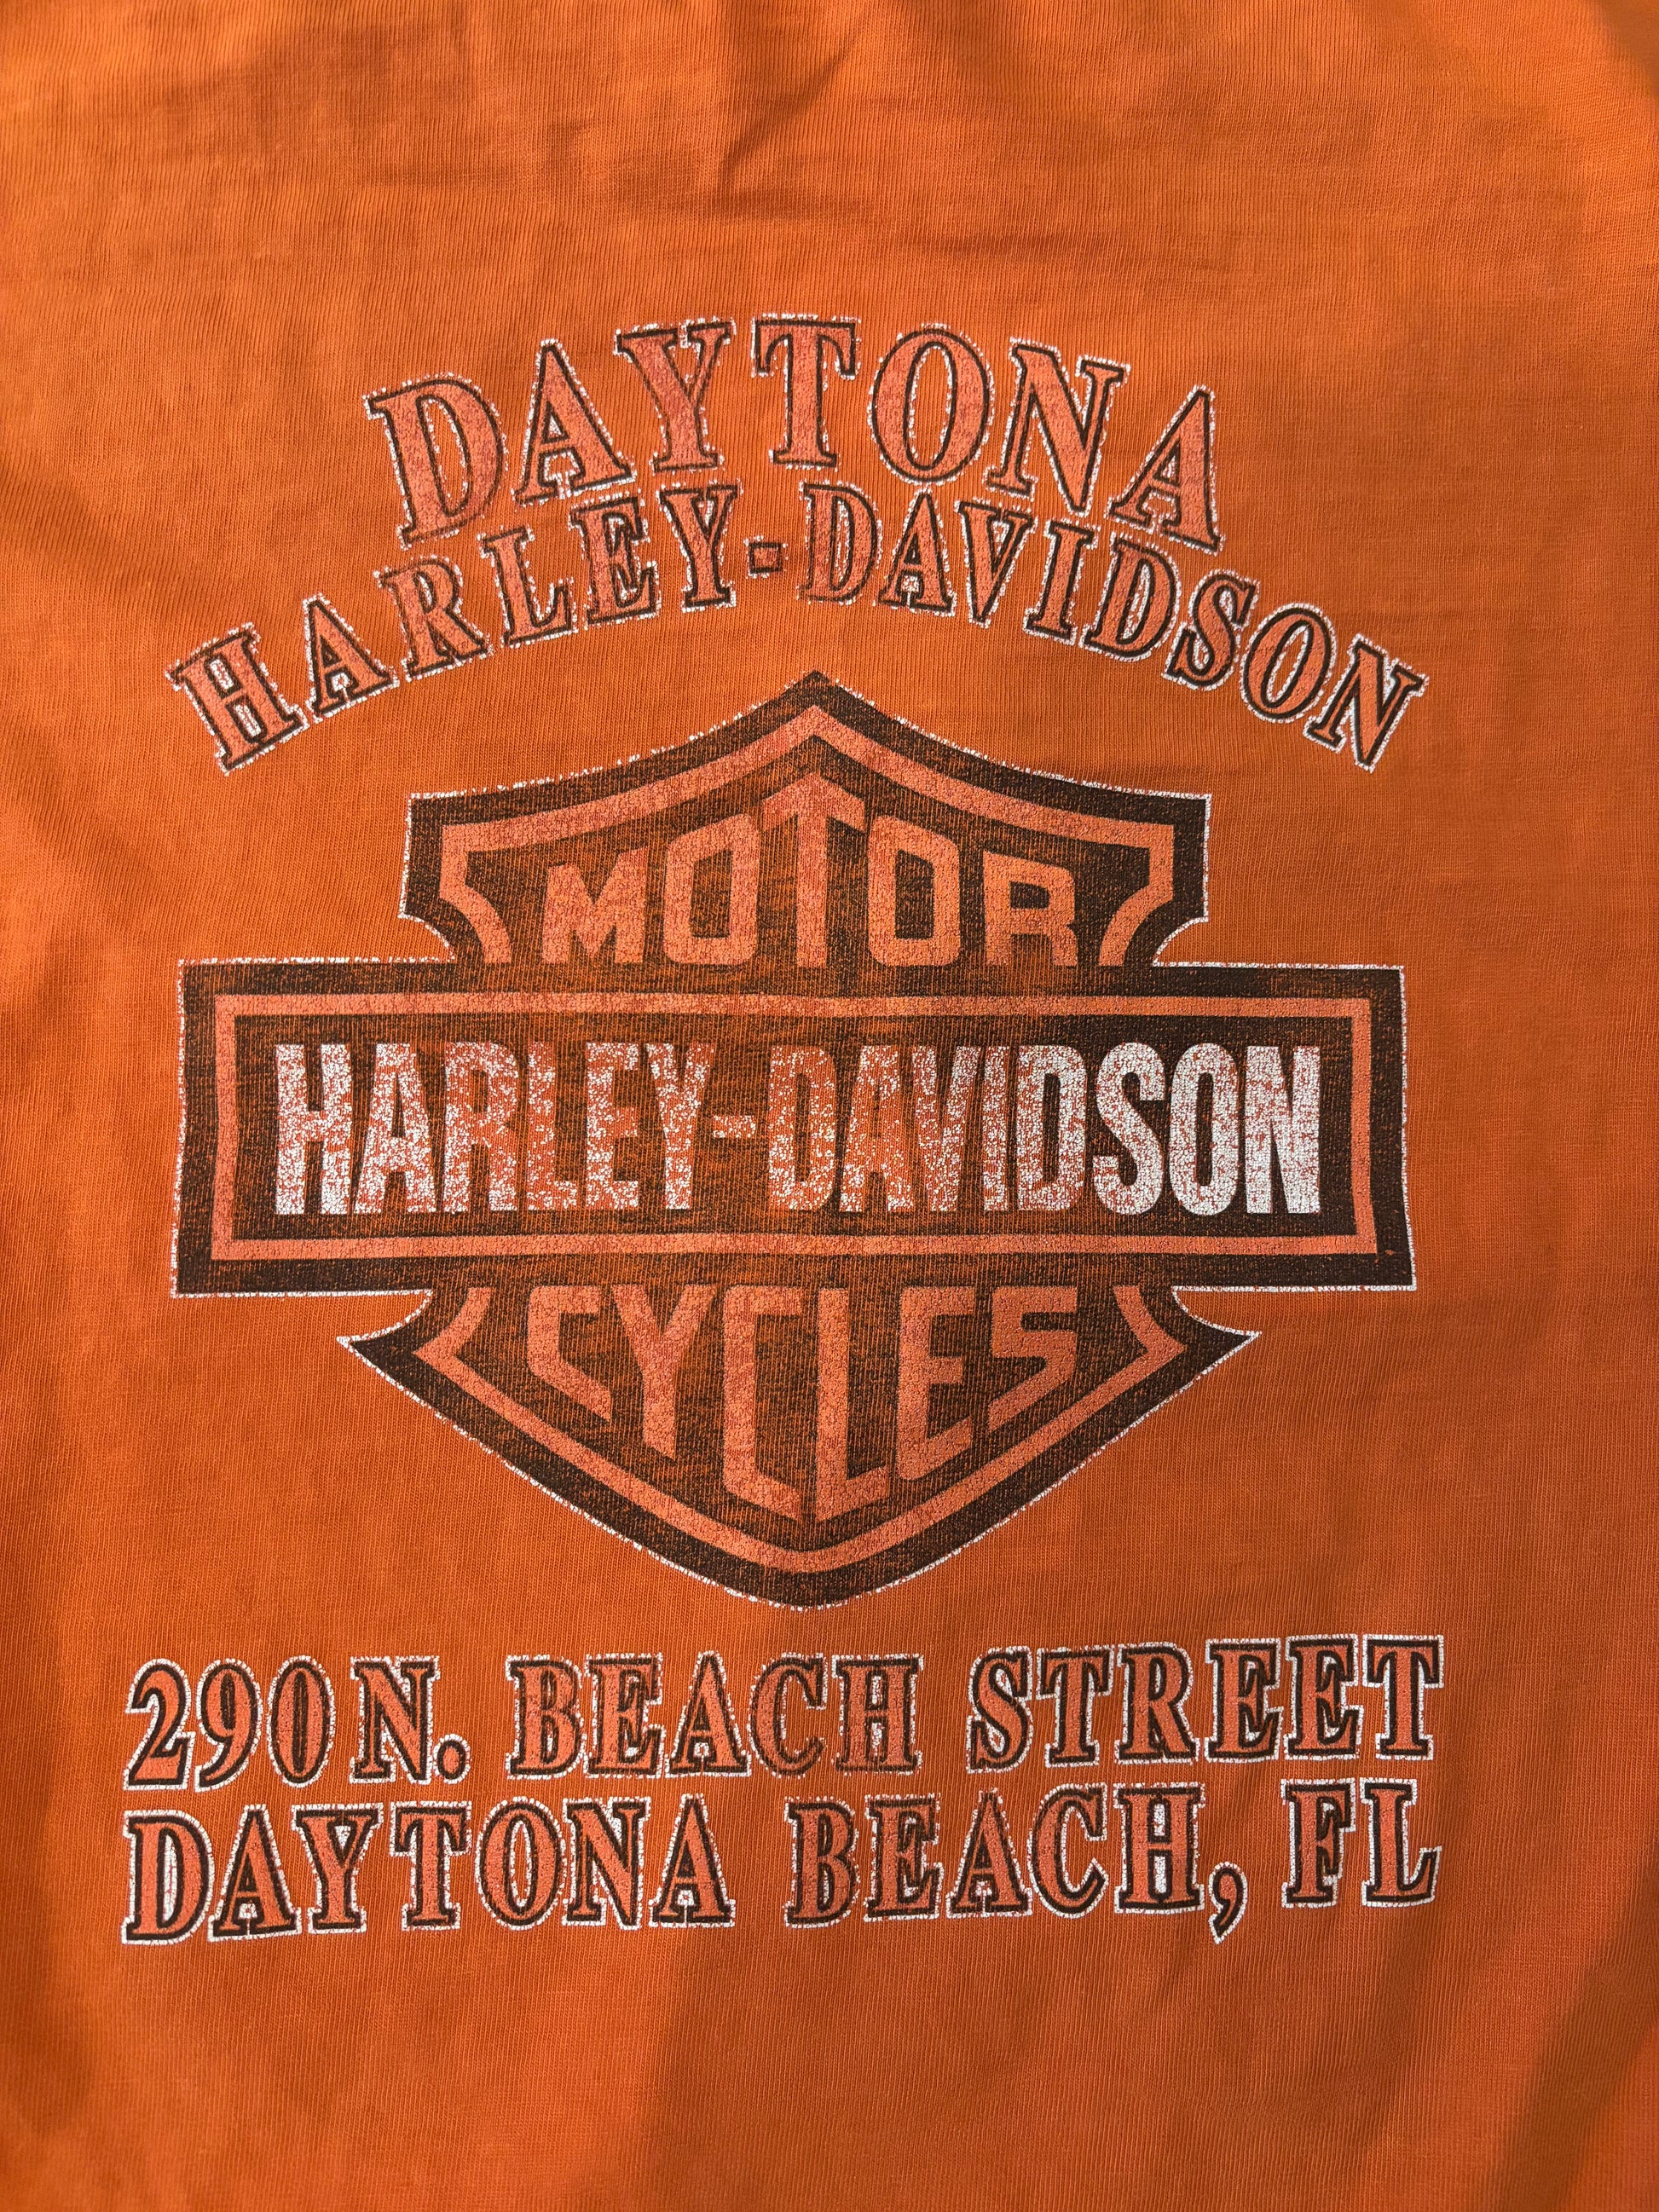 DAYTONA
HARLEY-DAVIDSON
MOTOR
HARLEY-DAVIDSON
CYCLES
290 N. BEACH STREET
DAYTONA BEACH, FL